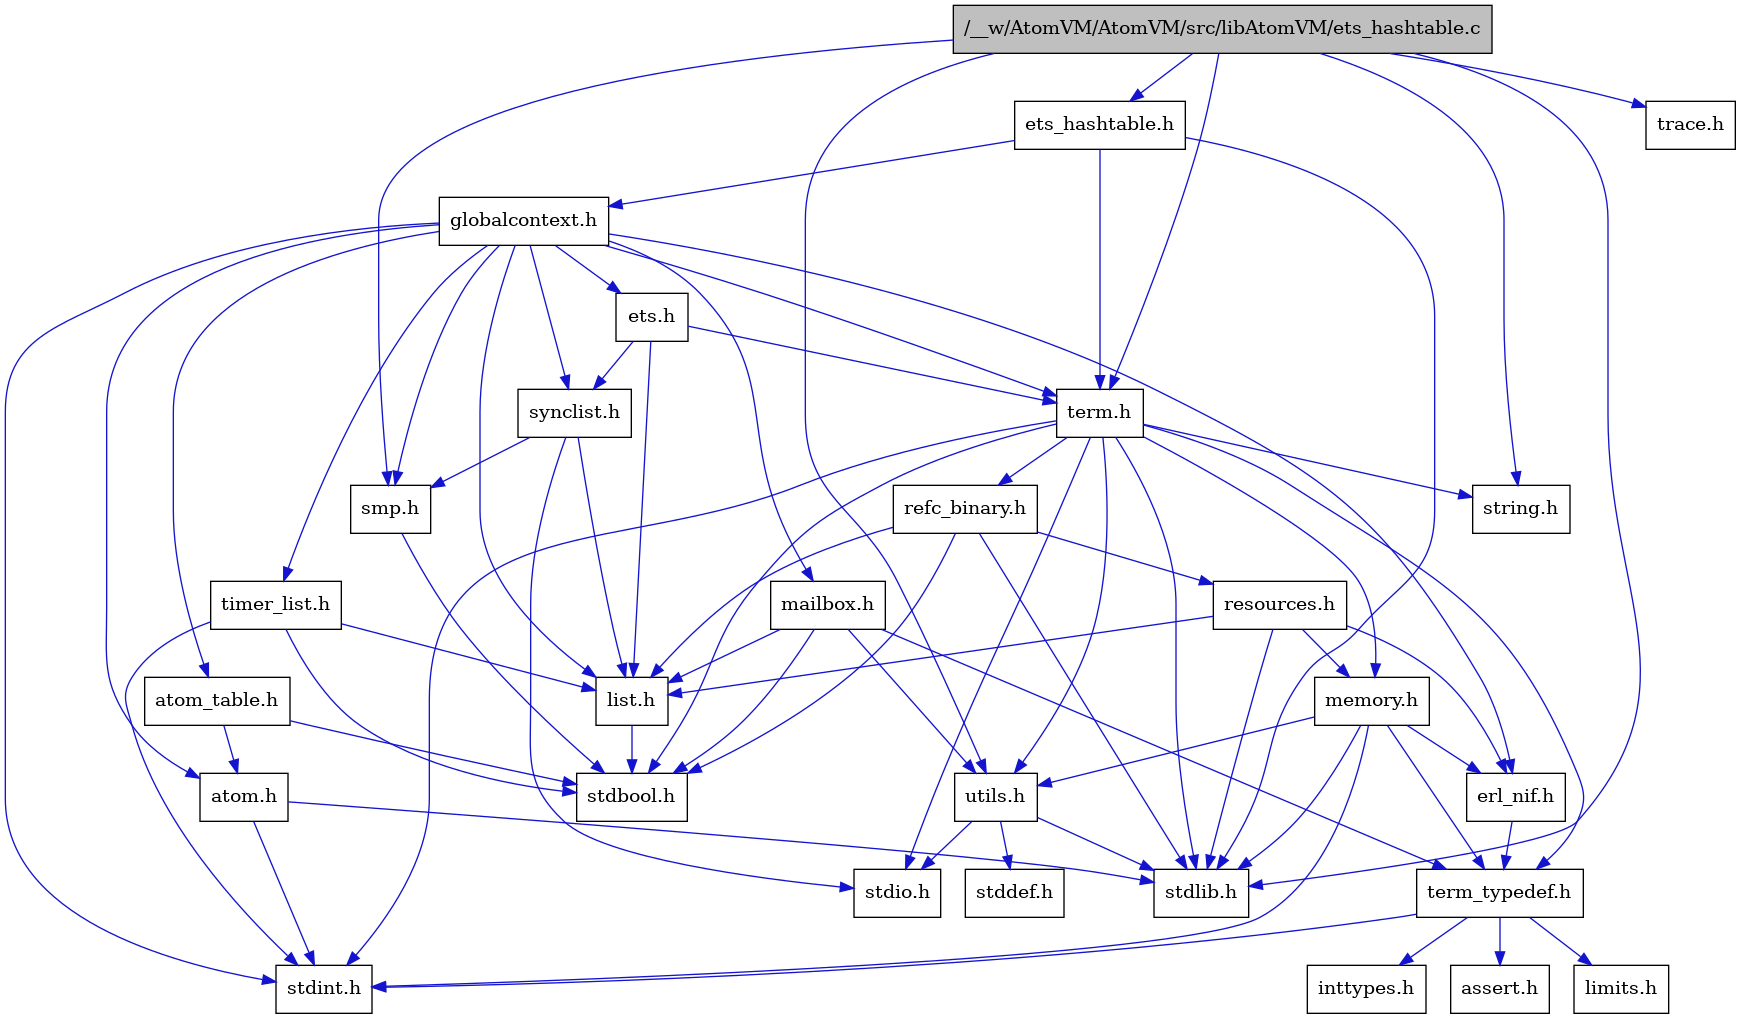 /__w/AtomVM/AtomVM/src/libAtomVM/ets_hashtable.c
ets_hashtable.h
trace.h
globalcontext.h
ets.h
synclist.h
term.h
smp.h
refc_binary.h
string.h
timer_list.h
mailbox.h
resources.h
atom_table.h
list.h
memory.h
atom.h
stdbool.h
utils.h
erl_nif.h
stdio.h
stddef.h
stdlib.h
term_typedef.h
stdint.h
inttypes.h
assert.h
limits.h